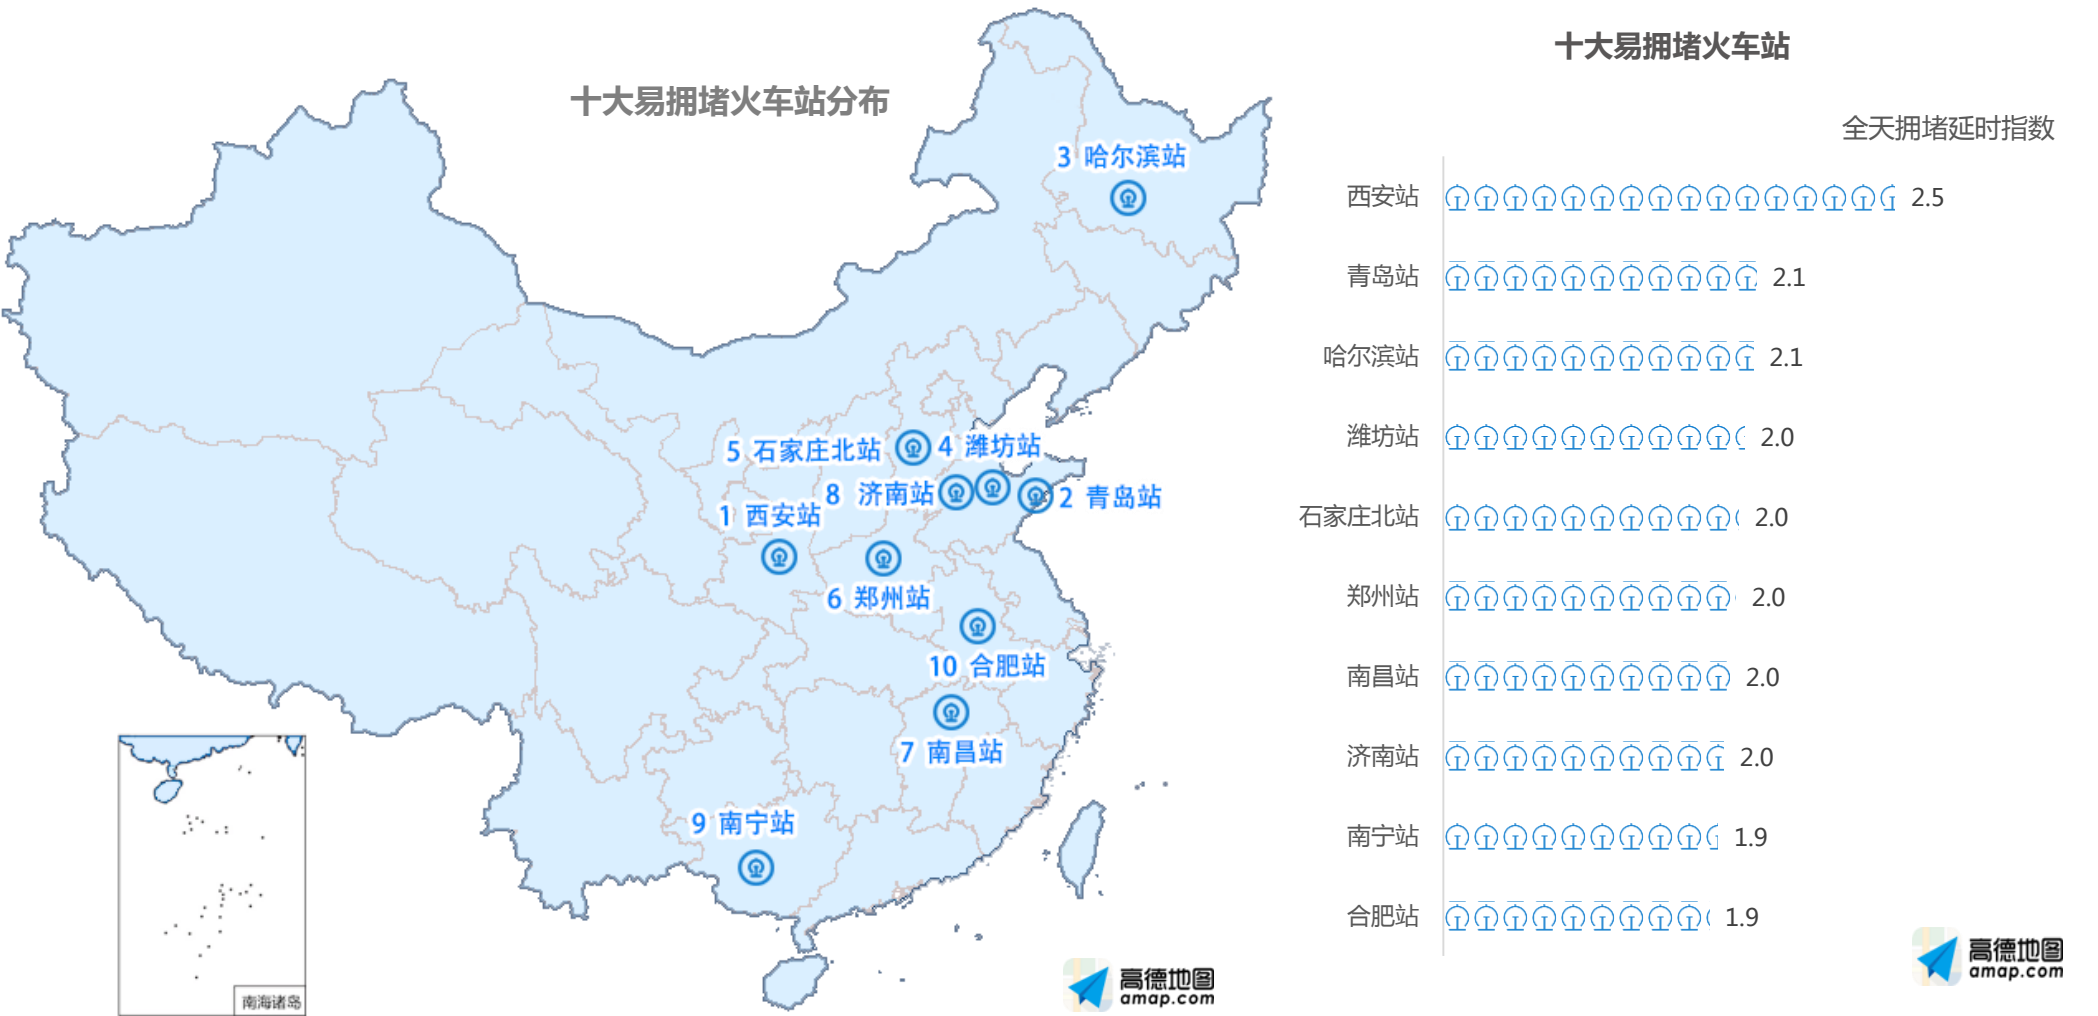 十大易拥堵火车站分布
3 哈尔滨站
5 石家庄北站
4 潍坊站
8 济南站
2 青岛站
1 西安站
6 郑州站
10 合肥站
7 南昌站
9 南宁站
南海诸岛
高德地图
amap.com
十大易拥堵火车站
全天拥堵延时指数
西安站 2.5
青岛站 2.1
哈尔滨站 2.1
潍坊站 2.0
石家庄北站 2.0
郑州站 2.0
南昌站 2.0
济南站 2.0
南宁站 1.9
合肥站 1.9
高德地图
amap.com